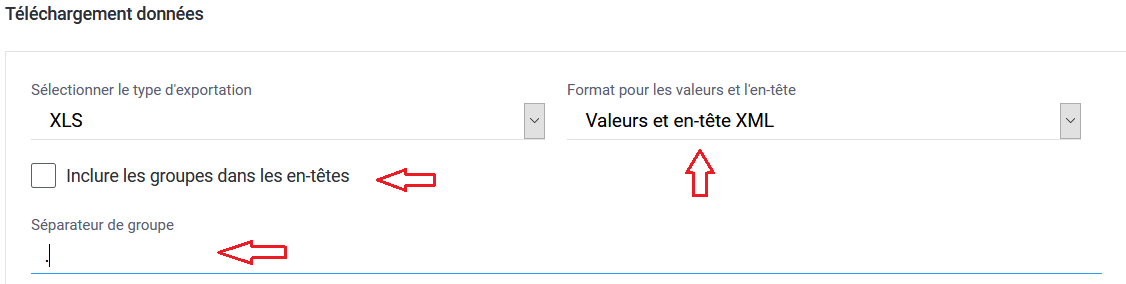 Téléchargement données
Sélectionner le type d'exportation
Format pour les valeurs et l'en-tête
XLS
Valeurs et en-tête XML
Inclure les groupes dans les en-têtes
Séparateur de groupe
.